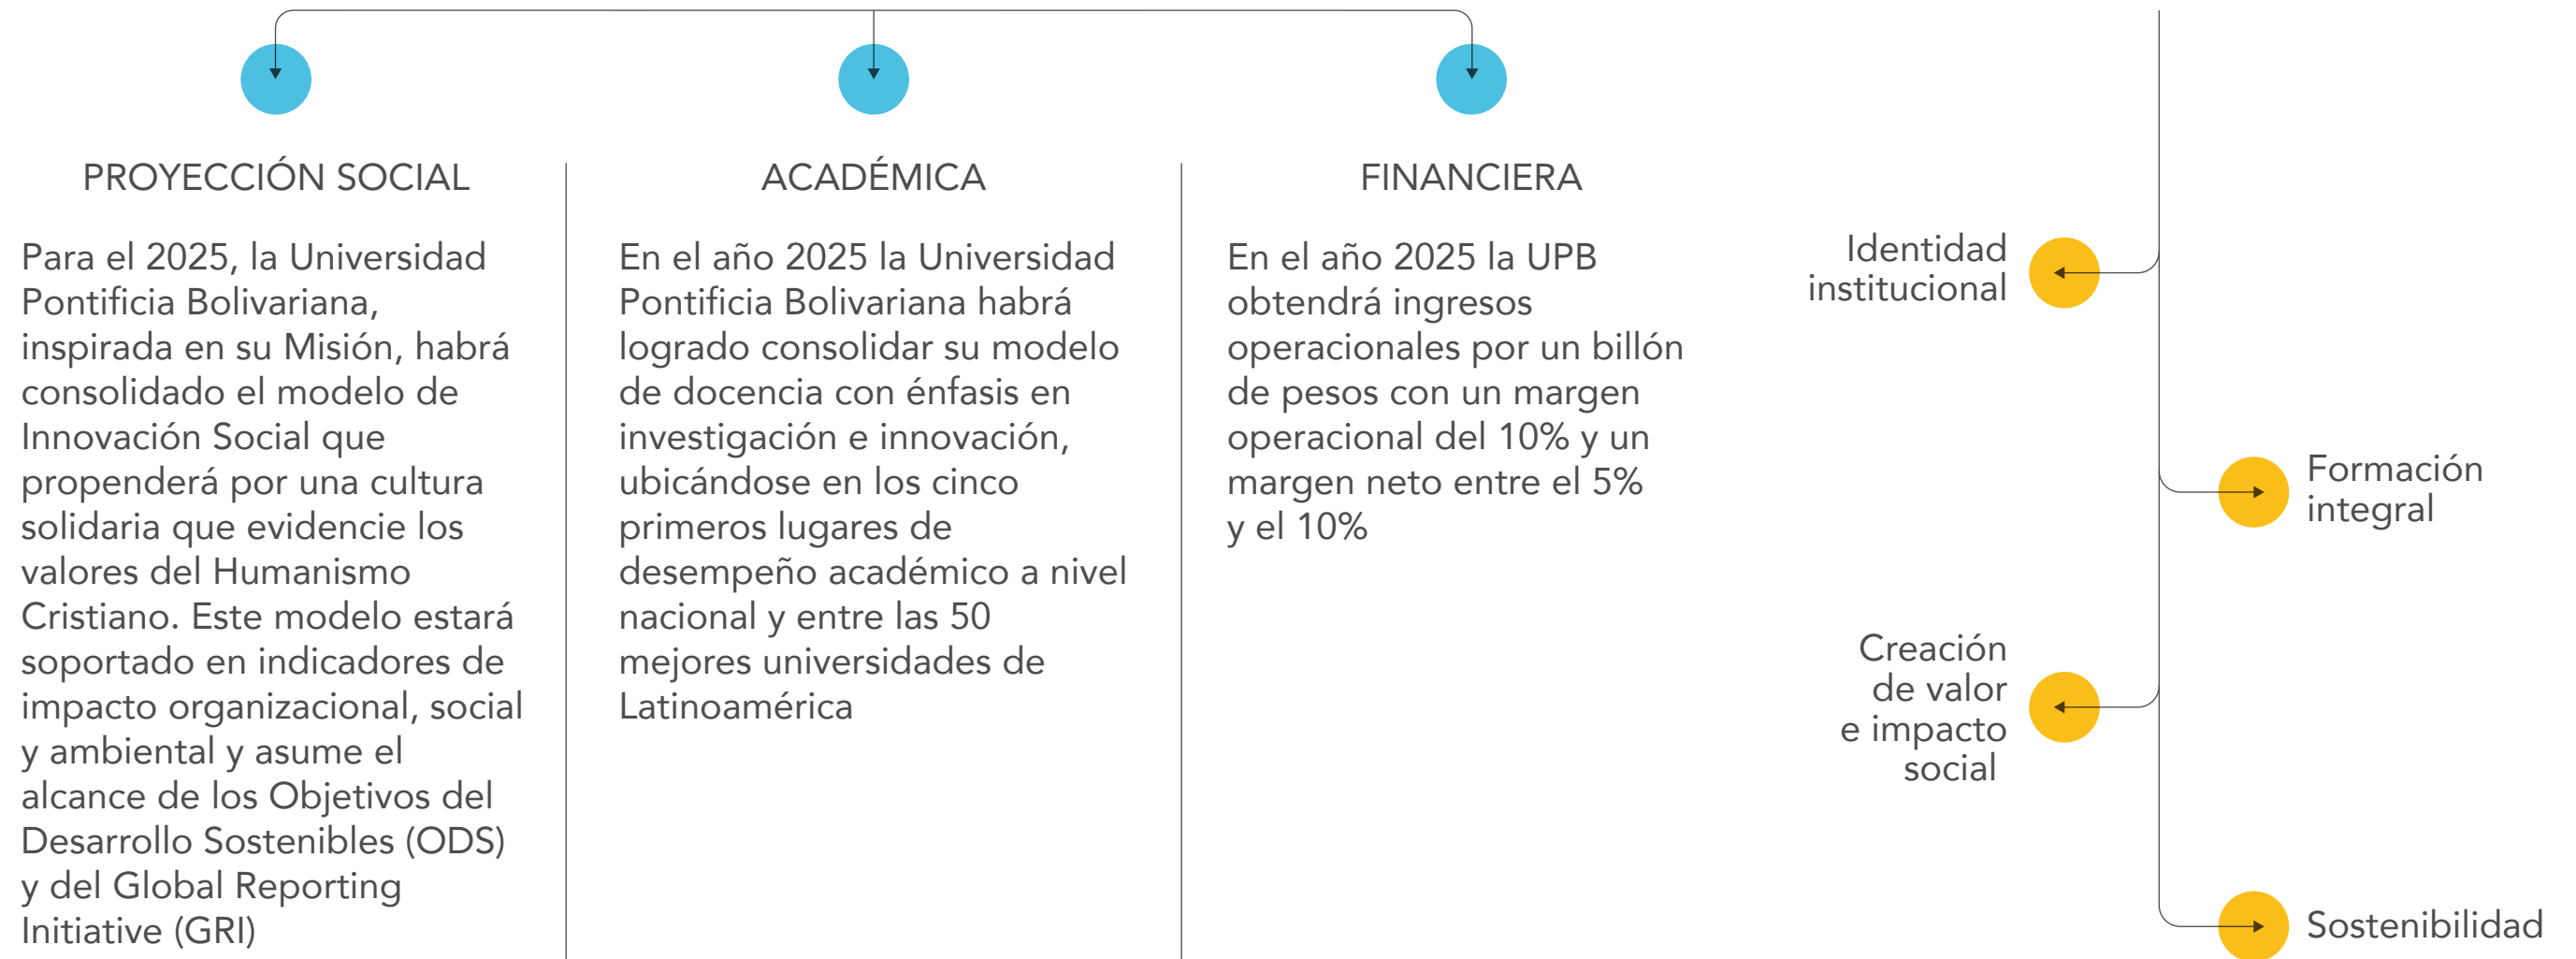 PROYECCIÓN SOCIAL
Para el 2025, la Universidad
Pontificia Bolivariana,
inspirada en su Misión, habrá
consolidado el modelo de
Innovación Social que
propenderá por una cultura
solidaria que evidencie los
valores del Humanismo
Cristiano. Este modelo estará
soportado en indicadores de
impacto organizacional, social
y ambiental y asume el
alcance de los Objetivos del
Desarrollo Sostenibles (ODS)
y del Global Reporting
Initiative (GRI)
ACADÉMICA
En el año 2025 la Universidad
Pontificia Bolivariana habrá
logrado consolidar su modelo
de docencia con énfasis en
investigación e innovación,
ubicándose en los cinco
primeros lugares de
desempeño académico a nivel
nacional y entre las 50
mejores universidades de
Latinoamérica
FINANCIERA
En el año 2025 la UPB
obtendrá ingresos
operacionales por un billón
de pesos con un margen
operacional del 10% y un
margen neto entre el 5%
y el 10%
Identidad
institucional
Formación
integral
Creación
de valor
e impacto
social
Sostenibilidad